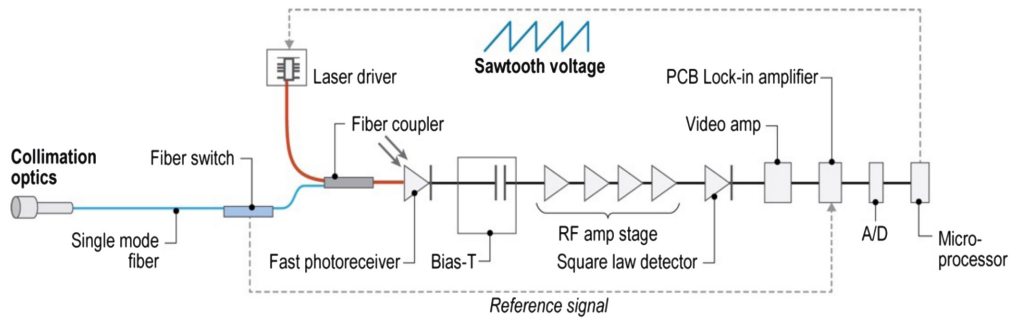 Sawtooth voltage
Laser driver
PCB Lock-in amplifier
Fiber coupler
Video amp
Collimation
optics
Fiber switch
Single mode
fiber
Fast photoreceiver
Bias-T
RF amp stage
Square law detector
A/D
Micro-
processor
Reference signal